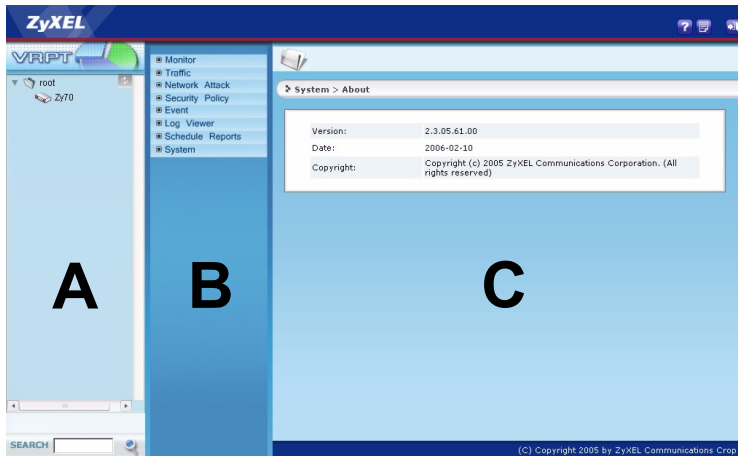 ZyXEL
VRPT
root
Zy70
A
SEARCH
Monitor
Traffic
Network Attack
Security Policy
Event
Log Viewer
Schedule Reports
System
B
System > About
Version: 2.3.05.61.00
Date: 2006-02-10
Copyright: Copyright (c) 2005 ZyXEL Communications Corporation. (All
rights reserved)
C
(C) Copyright 2005 by ZyXEL Communications Crop